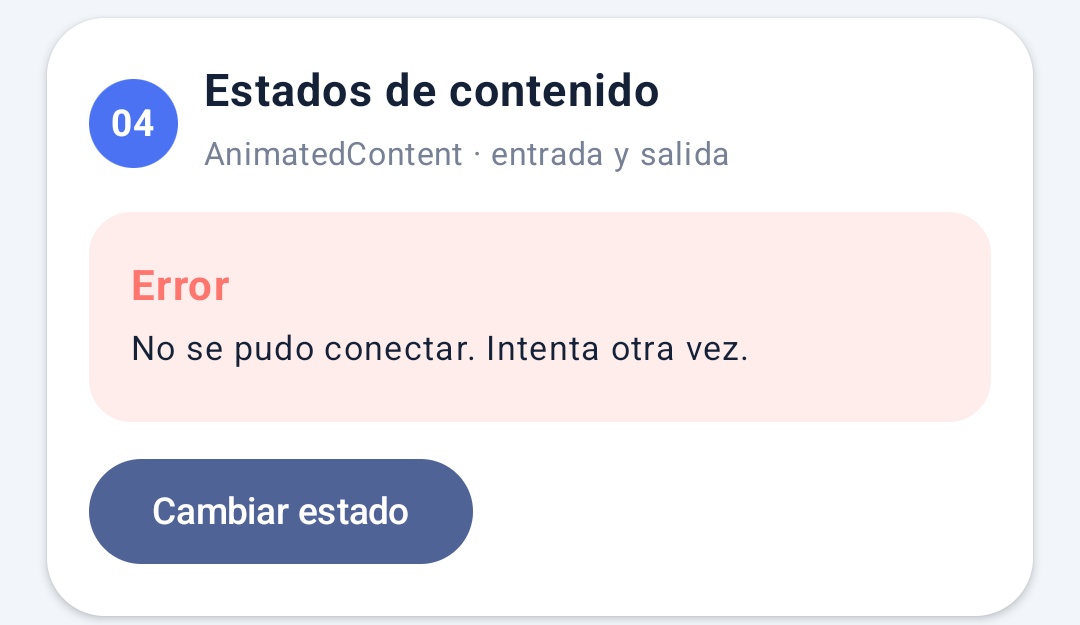 04
Estados de contenido
AnimatedContent · entrada y salida
Error
No se pudo conectar. Intenta otra vez.
Cambiar estado